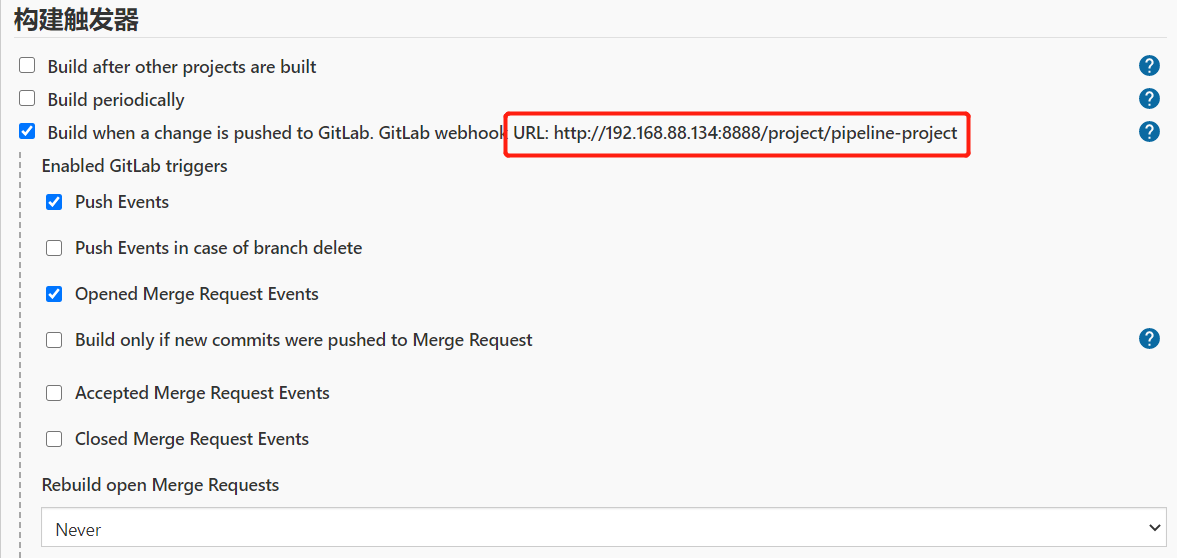 构建触发器
Build after other projects are built
Build periodically
Build when a change is pushed to GitLab. GitLab webhook URL: http://192.168.88.134:8888/project/pipeline-project
Enabled GitLab triggers
Push Events
Push Events in case of branch delete
Opened Merge Request Events
Build only if new commits were pushed to Merge Request
Accepted Merge Request Events
Closed Merge Request Events
Rebuild open Merge Requests
Never